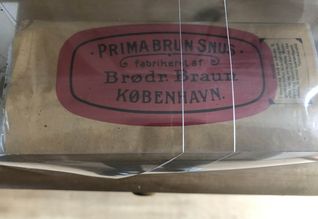 PRIMA BRUN SNUS
fabrikeret af
Brødr. Braun
KØBENHAVN.